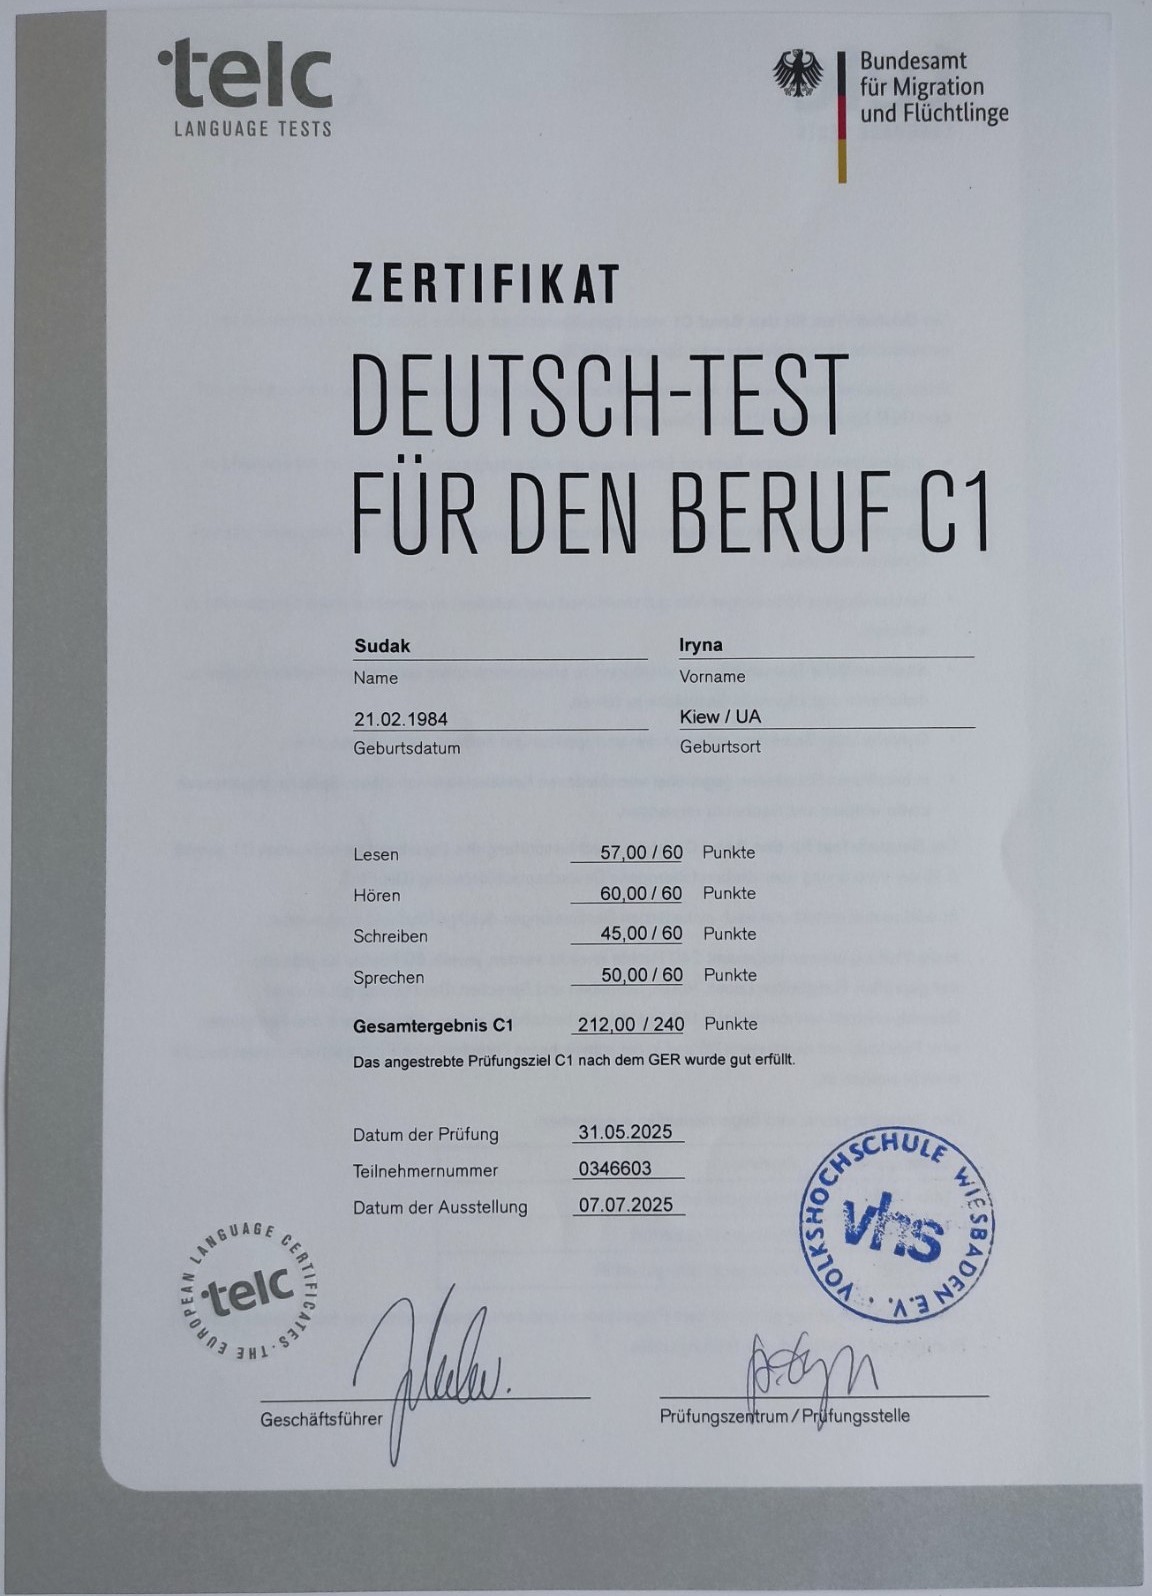 telc
LANGUAGE TESTS
Bundesamt
für Migration
und Flüchtlinge
ZERTIFIKAT
DEUTSCH-TEST
FÜR DEN BERUF C1
Sudak Iryna
Name Vorname
21.02.1984 Kiew / UA
Geburtsdatum Geburtsort
Lesen 57,00 / 60 Punkte
Hören 60,00 / 60 Punkte
Schreiben 45,00 / 60 Punkte
Sprechen 50,00 / 60 Punkte
Gesamtergebnis C1 212,00 / 240 Punkte
Das angestrebte Prüfungsziel C1 nach dem GER wurde gut erfüllt.
Datum der Prüfung 31.05.2025
Teilnehmernummer 0346603
Datum der Ausstellung 07.07.2025
VOLKSHOCHSCHULE WIESBADEN E.V.
vhs
THE EUROPEAN LANGUAGE CERTIFICATES
telc
Geschäftsführer Prüfungszentrum / Prüfungsstelle